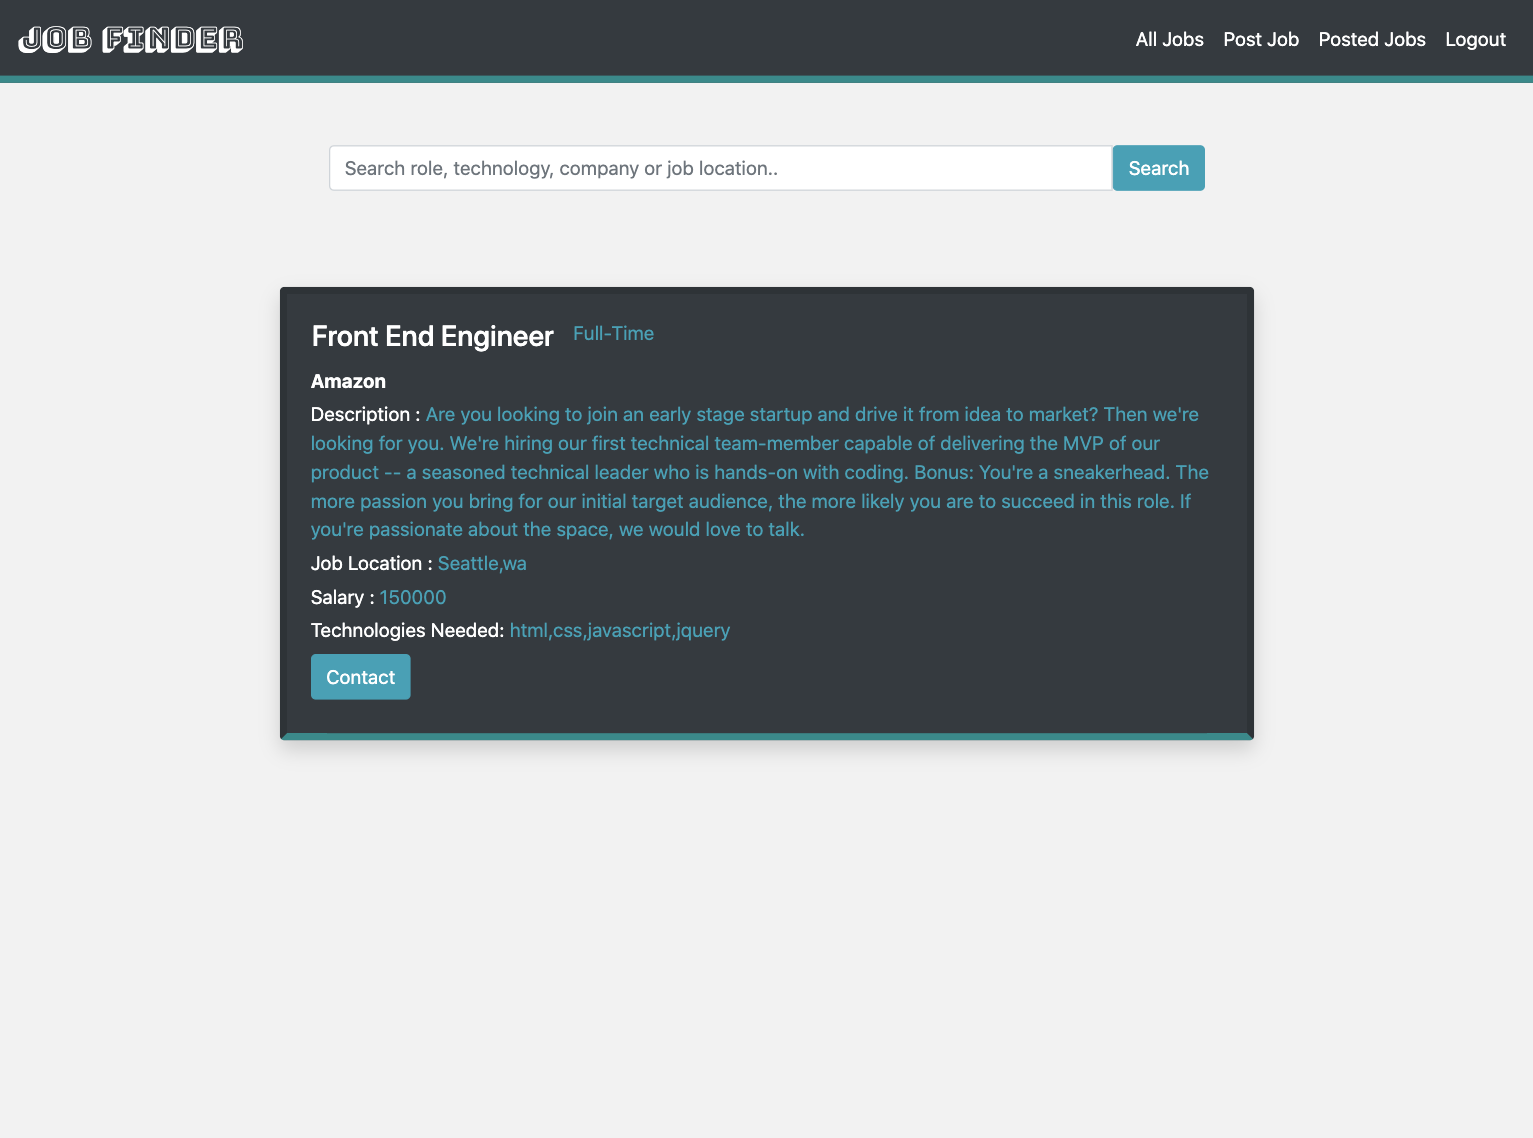 JOB FINDER
All Jobs Post Job Posted Jobs Logout
Search role, technology, company or job location.. Search
Front End Engineer Full-Time
Amazon
Description : Are you looking to join an early stage startup and drive it from idea to market? Then we're
looking for you. We're hiring our first technical team-member capable of delivering the MVP of our
product -- a seasoned technical leader who is hands-on with coding. Bonus: You're a sneakerhead. The
more passion you bring for our initial target audience, the more likely you are to succeed in this role. If
you're passionate about the space, we would love to talk.
Job Location : Seattle,wa
Salary : 150000
Technologies Needed: html,css,javascript,jquery
Contact